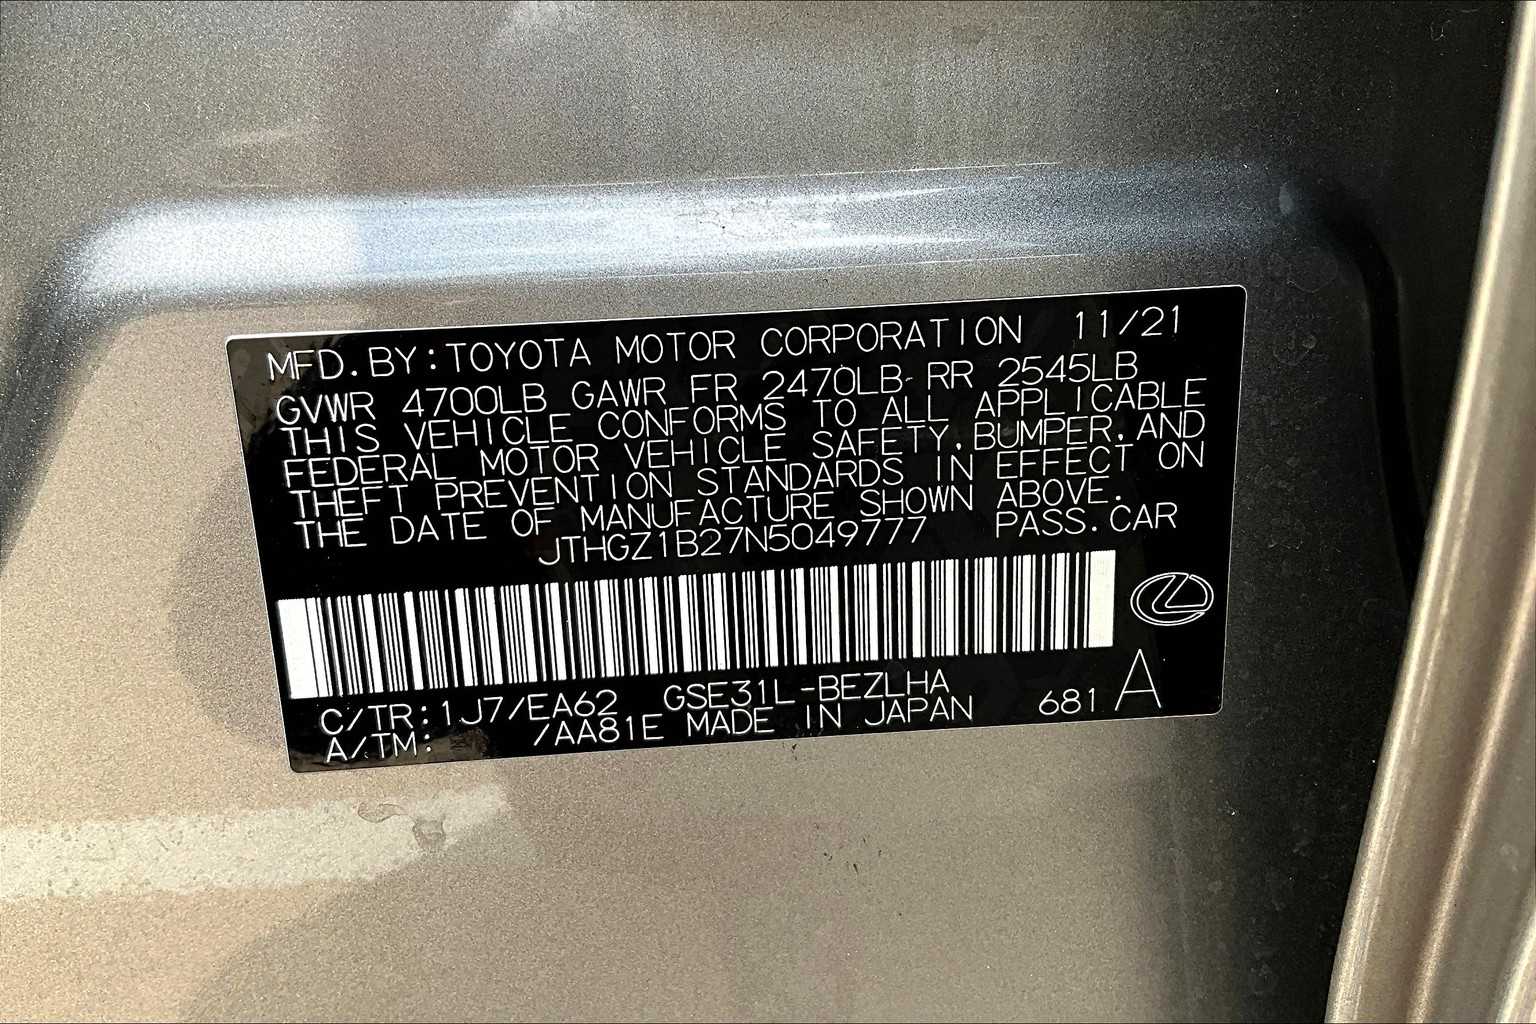 MFD.BY:TOYOTA MOTOR CORPORATION 11/21
GVWR 4700LB GAWR FR 2470LB RR 2545LB
THIS VEHICLE CONFORMS TO ALL APPLICABLE
FEDERAL MOTOR VEHICLE SAFETY,BUMPER,AND
THEFT PREVENTION STANDARDS IN EFFECT ON
THE DATE OF MANUFACTURE SHOWN ABOVE.
JTHGZ1B27N5049777 PASS.CAR
C/TR:1J7/EA62 GSE31L-BEZLHA
A/TM: /AA81E MADE IN JAPAN 681 A